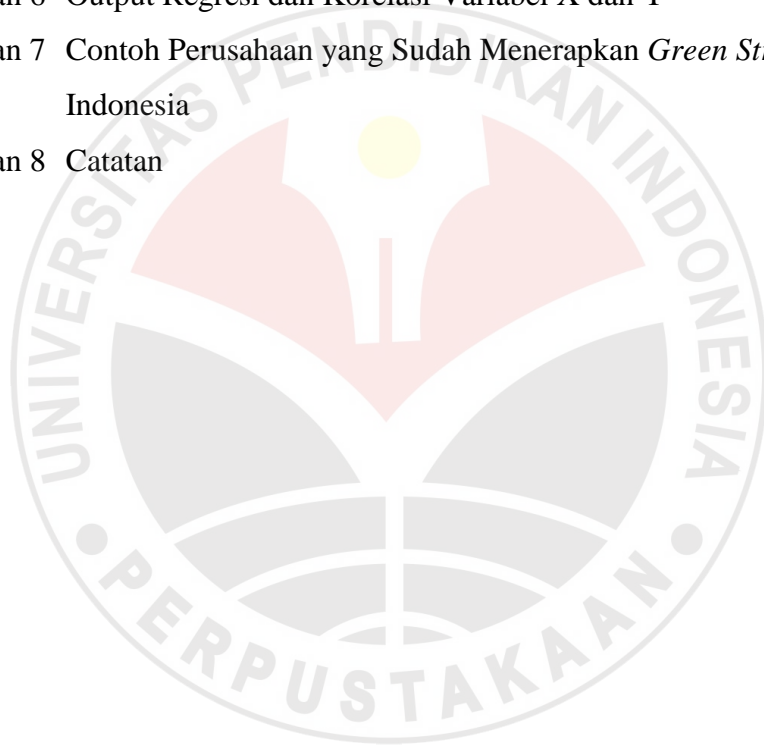 an 6 Output Regresi dan Korelasi Variabel X dan Y
an 7 Contoh Perusahaan yang Sudah Menerapkan Green
Indonesia
an 8 Catatan
UNIVERSITAS PENDIDIKAN INDONESIA
PERPUSTAKAAN